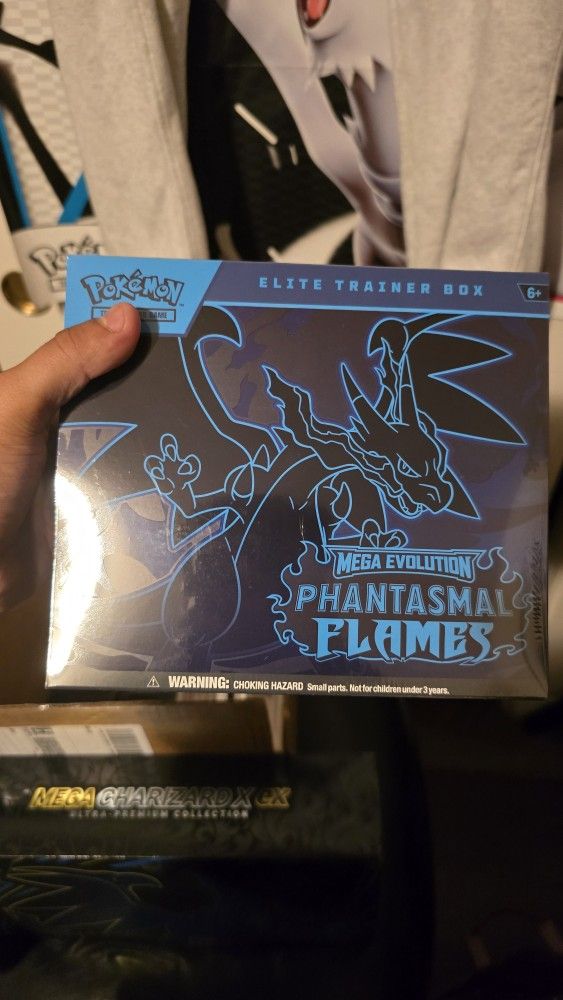 POKéMON
ELITE TRAINER BOX
6+
MEGA EVOLUTION
PHANTASMAL
FLAMES
WARNING: CHOKING HAZARD Small parts. Not for children under 3 years.
MEGA CHARIZARD X ex
ULTRA-PREMIUM COLLECTION